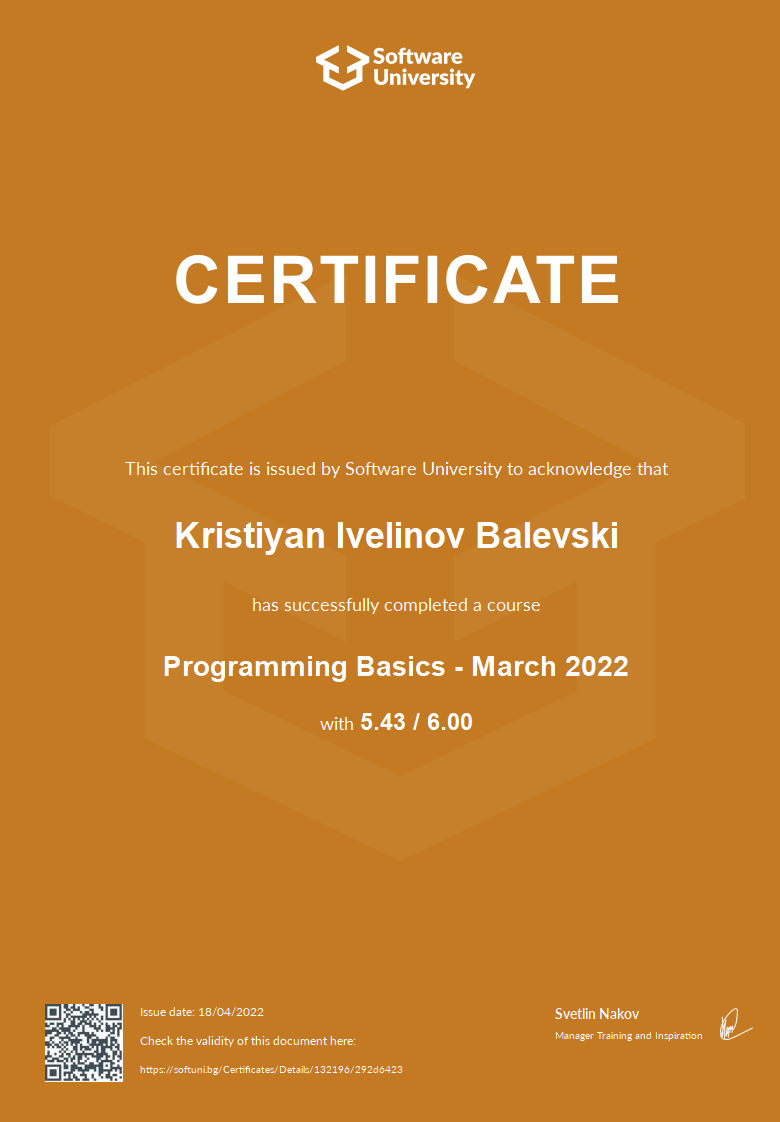 Software
University
CERTIFICATE
This certificate is issued by Software University to acknowledge that
Kristiyan Ivelinov Balevski
has successfully completed a course
Programming Basics - March 2022
with 5.43 / 6.00
Issue date: 18/04/2022
Check the validity of this document here:
https://softuni.bg/Certificates/Details/132196/292d6423
Svetlin Nakov
Manager Training and Inspiration